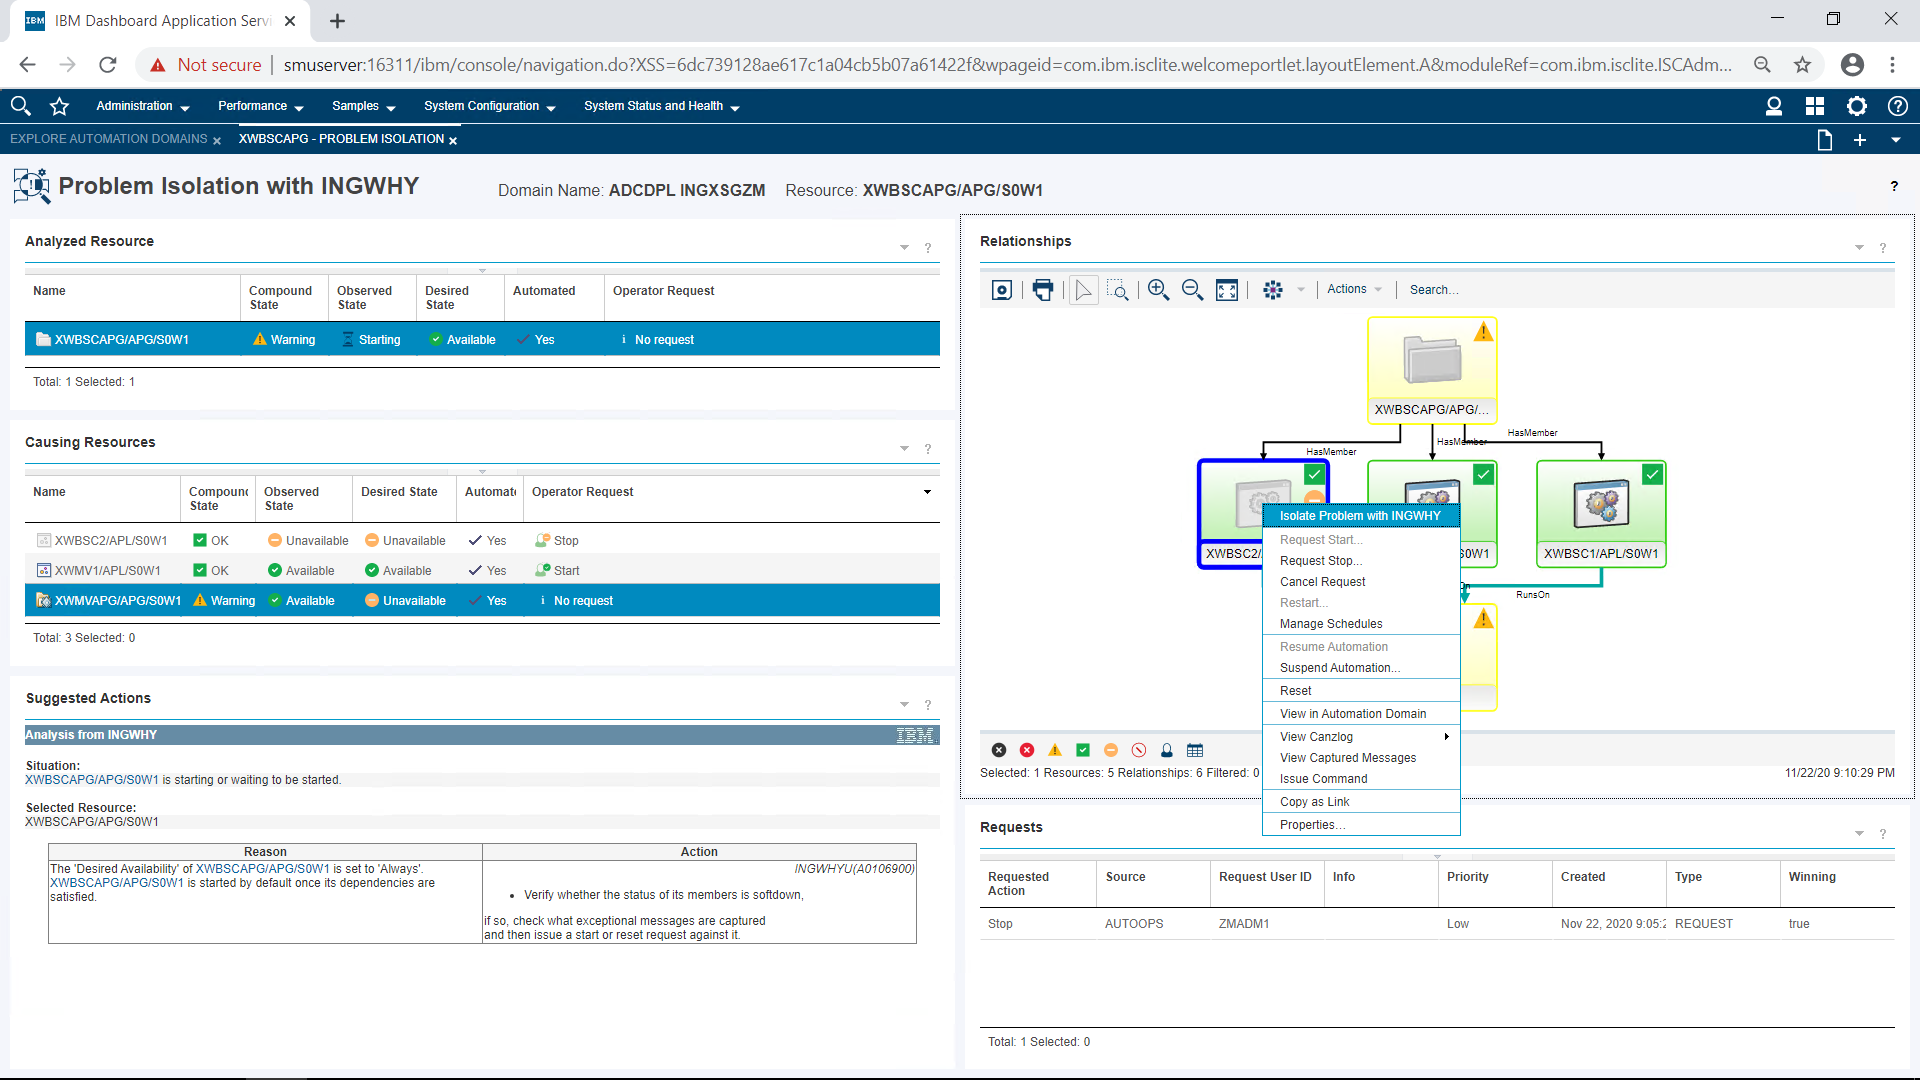 IBM Dashboard Application Servi
Not secure
smuserver:16311/ibm/console/navigation.do?XSS=6dc739128ae617c1a04cb5b07a61422f&wpageid=com.ibm.isclite.welcomeportlet.layoutElement.A&moduleRef=com.ibm.isclite.ISCAdm...
Administration Performance Samples System Configuration System Status and Health
EXPLORE AUTOMATION DOMAINS XWBSCAPG - PROBLEM ISOLATION
Problem Isolation with INGWHY
Domain Name: ADCDPL INGXSGZM Resource: XWBSCAPG/APG/S0W1
?
Analyzed Resource
?
Name Compound State Observed State Desired State Automated Operator Request
XWBSCAPG/APG/S0W1 Warning Starting Available Yes No request
Total: 1 Selected: 1
Causing Resources
?
Name Compound State Observed State Desired State Automate Operator Request
XWBSC2/APL/S0W1 OK Unavailable Unavailable Yes Stop
XWMV1/APL/S0W1 OK Available Available Yes Start
XWMVAPG/APG/S0W1 Warning Available Unavailable Yes No request
Total: 3 Selected: 0
Suggested Actions
?
Analysis from INGWHY
IBM
Situation:
XWBSCAPG/APG/S0W1 is starting or waiting to be started.
Selected Resource:
XWBSCAPG/APG/S0W1
Reason
The 'Desired Availability' of XWBSCAPG/APG/S0W1 is set to 'Always'.
XWBSCAPG/APG/S0W1 is started by default once its dependencies are
satisfied.
Action
INGWHYU(A0106900)
• Verify whether the status of its members is softdown,
if so, check what exceptional messages are captured
and then issue a start or reset request against it.
Relationships
?
Actions Search...
XWBSCAPG/APG/...
HasMember
HasMember
HasMember
XWBSC2/
S0W1
XWBSC1/APL/S0W1
On
RunsOn
Isolate Problem with INGWHY
Request Start...
Request Stop...
Cancel Request
Restart...
Manage Schedules
Resume Automation
Suspend Automation...
Reset
View in Automation Domain
View Canzlog
View Captured Messages
Issue Command
Copy as Link
Properties...
Selected: 1 Resources: 5 Relationships: 6 Filtered: 0
11/22/20 9:10:29 PM
Requests
?
Requested Action Source Request User ID Info Priority Created Type Winning
Stop AUTOOPS ZMADM1 Low Nov 22, 2020 9:05:2 REQUEST true
Total: 1 Selected: 0